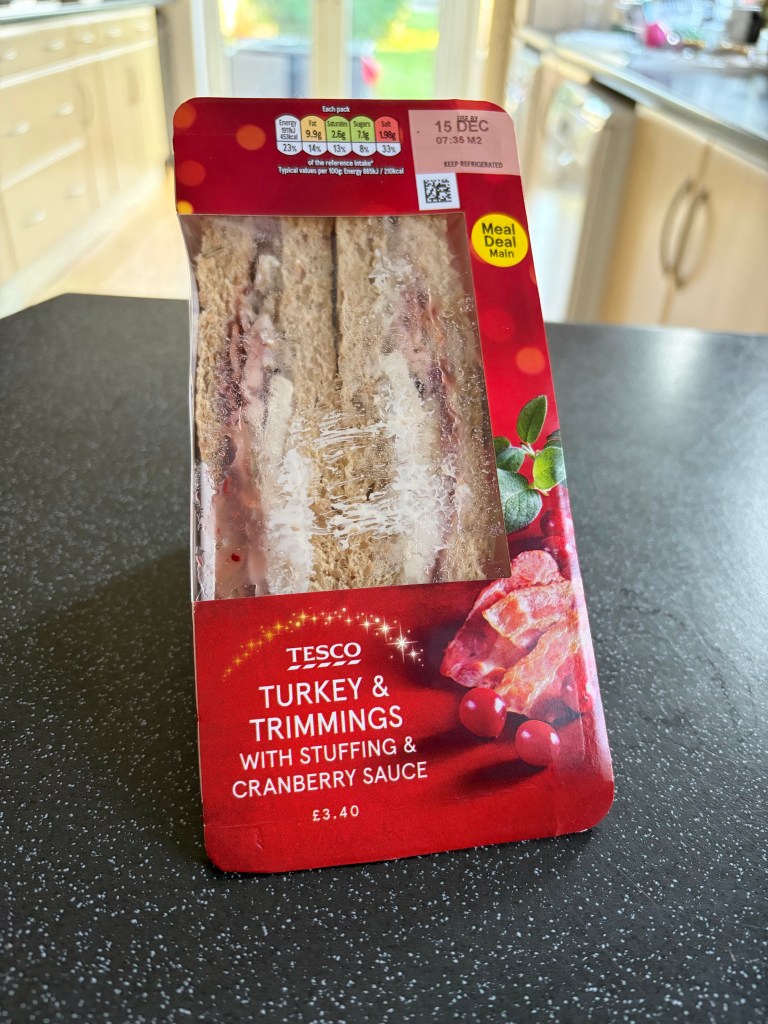 Each pack
Energy Fat Saturates Sugars Salt
1911kJ
453kcal 9.9g 2.6g 7.1g 1.98g
23% 14% 13% 8% 33%
of the reference intake*
Typical values per 100g: Energy 885kJ / 210kcal
USE BY
15 DEC
07:35 M2
KEEP REFRIGERATED
Meal
Deal
Main
TESCO
TURKEY &
TRIMMINGS
WITH STUFFING &
CRANBERRY SAUCE
£3.40